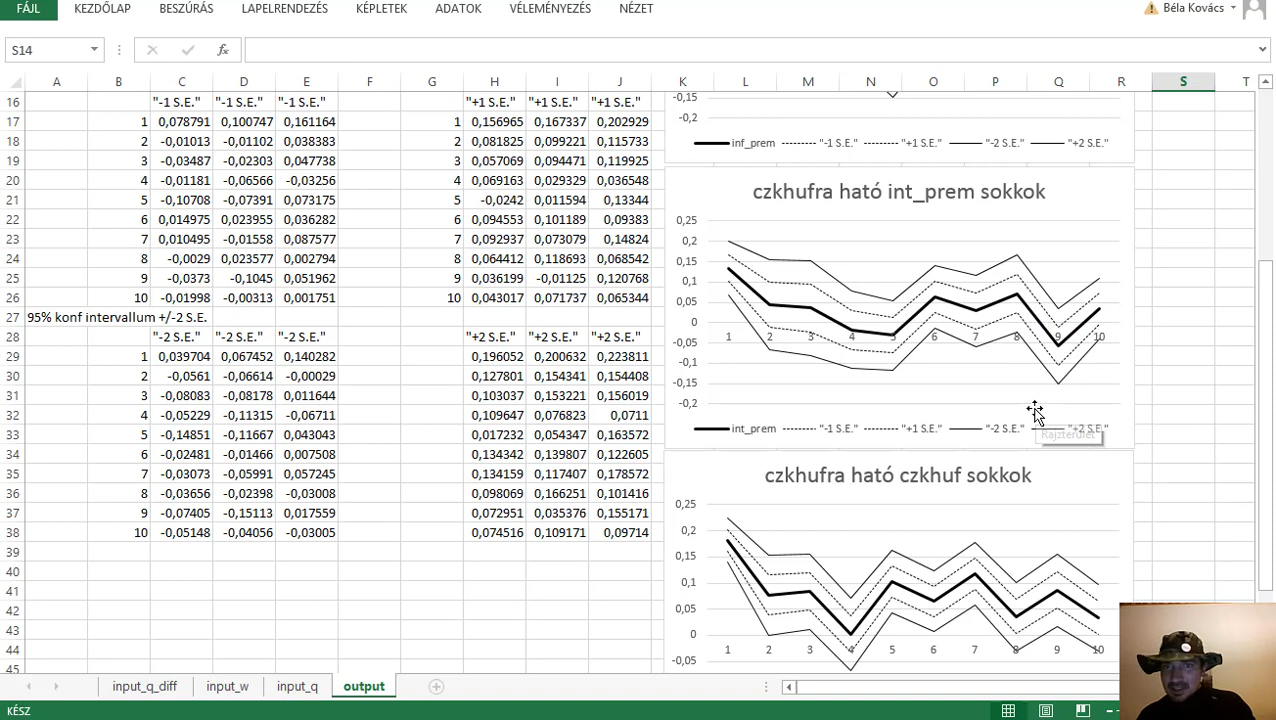 FÁJL KEZDŐLAP BESZÚRÁS LAPELRENDEZÉS KÉPLETEK ADATOK VÉLEMÉNYEZÉS NÉZET Béla Kovács
S14 fx
A B C D E F G H I J K L M N O P Q R S T
16 "-1 S.E." "-1 S.E." "-1 S.E." "+1 S.E." "+1 S.E." "+1 S.E."
17 1 0,078791 0,100747 0,161164 1 0,156965 0,167337 0,202929
18 2 -0,01013 -0,01102 0,038383 2 0,081825 0,099221 0,115733
19 3 -0,03487 -0,02303 0,047738 3 0,057069 0,094471 0,119925
20 4 -0,01181 -0,06566 -0,03256 4 0,069163 0,029329 0,036548
21 5 -0,10708 -0,07391 0,073175 5 -0,0242 0,011594 0,13344
22 6 0,014975 0,023955 0,036282 6 0,094553 0,101189 0,09383
23 7 0,010495 -0,01558 0,087577 7 0,092937 0,073079 0,14824
24 8 -0,0029 0,023577 0,002794 8 0,064412 0,118693 0,068542
25 9 -0,0373 -0,1045 0,051962 9 0,036199 -0,01125 0,120768
26 10 -0,01998 -0,00313 0,001751 10 0,043017 0,071737 0,065344
27 95% konf intervallum +/-2 S.E.
28 "-2 S.E." "-2 S.E." "-2 S.E." "+2 S.E." "+2 S.E." "+2 S.E."
29 1 0,039704 0,067452 0,140282 0,196052 0,200632 0,223811
30 2 -0,0561 -0,06614 -0,00029 0,127801 0,154341 0,154408
31 3 -0,08083 -0,08178 0,011644 0,103037 0,153221 0,156019
32 4 -0,05229 -0,11315 -0,06711 0,109647 0,076823 0,0711
33 5 -0,14851 -0,11667 0,043043 0,017232 0,054347 0,163572
34 6 -0,02481 -0,01466 0,007508 0,134342 0,139807 0,122605
35 7 -0,03073 -0,05991 0,057245 0,134159 0,117407 0,178572
36 8 -0,03656 -0,02398 -0,03008 0,098069 0,166251 0,101416
37 9 -0,07405 -0,15113 0,017559 0,072951 0,035376 0,155171
38 10 -0,05148 -0,04056 -0,03005 0,074516 0,109171 0,09714
39
40
41
42
43
44
45
-0,15
-0,2
inf_prem "-1 S.E." "+1 S.E." "-2 S.E." "+2 S.E."
czkhufra ható int_prem sokkok
0,25
0,2
0,15
0,1
0,05
0
1 2 3 4 5 6 7 8 9 10
-0,05
-0,1
-0,15
-0,2
int_prem "-1 S.E." "+1 S.E." "-2 S.E." "+2 S.E."
Rajzterület
czkhufra ható czkhuf sokkok
0,25
0,2
0,15
0,1
0,05
0
1 2 3 4 5 6 7 8 9 10
-0,05
input_q_diff input_w input_q output
KÉSZ